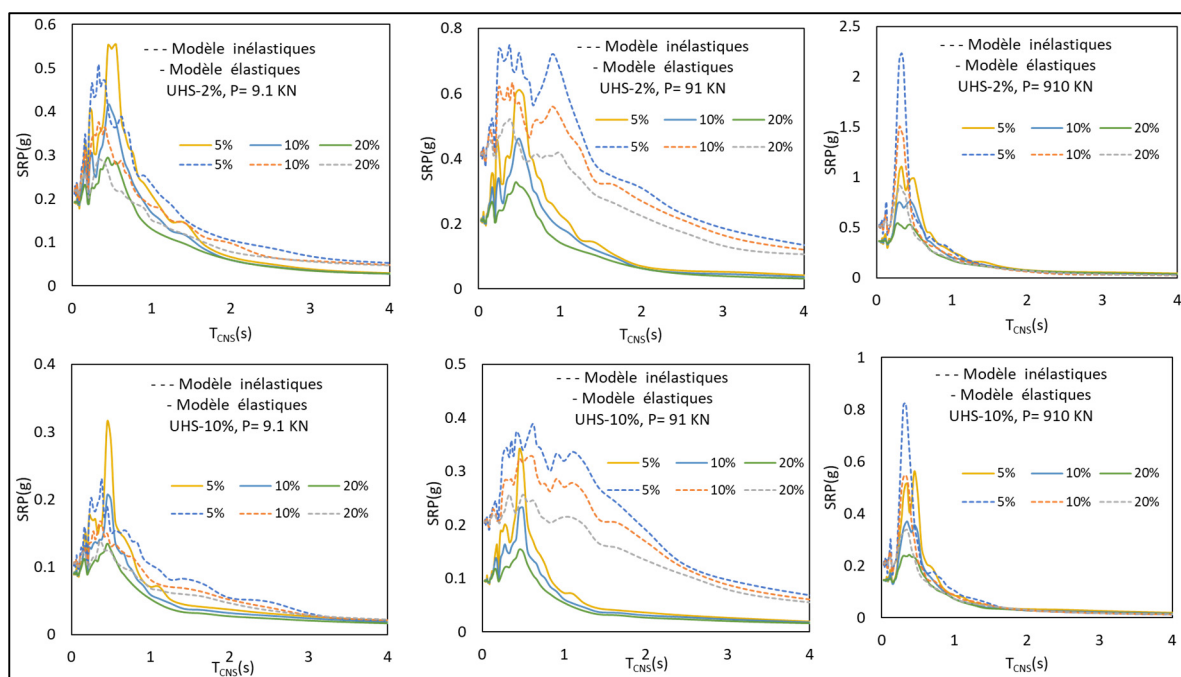 0.6
0.5
0.4
0.3
0.2
0.1
0
SRP(g)
--- Modèle inélastiques
- Modèle élastiques
UHS-2%, P= 9.1 KN
5% 10% 20%
5% 10% 20%
0 1 2 3 4
T_CNS(s)
0.8
0.6
0.4
0.2
0
SRP(g)
--- Modèle inélastiques
- Modèle élastiques
UHS-2%, P= 91 KN
5% 10% 20%
5% 10% 20%
0 1 2 3 4
T_CNS(s)
2.5
2
1.5
1
0.5
0
SRP(g)
--- Modèle inélastiques
- Modèle élastiques
UHS-2%, P= 910 KN
5% 10% 20%
5% 10% 20%
0 1 2 3 4
T_CNS(s)
0.4
0.3
0.2
0.1
0
SRP(g)
--- Modèle inélastiques
- Modèle élastiques
UHS-10%, P= 9.1 KN
5% 10% 20%
5% 10% 20%
0 1 2 3 4
T_CNS(s)
0.5
0.4
0.3
0.2
0.1
0
SRP(g)
--- Modèle inélastiques
- Modèle élastiques
UHS-10%, P= 91 KN
5% 10% 20%
5% 10% 20%
0 1 2 3 4
T_CNS(s)
1
0.8
0.6
0.4
0.2
0
SRP(g)
--- Modèle inélastiques
- Modèle élastiques
UHS-10%, P= 910 KN
5% 10% 20%
5% 10% 20%
0 1 2 3 4
T_CNS(s)